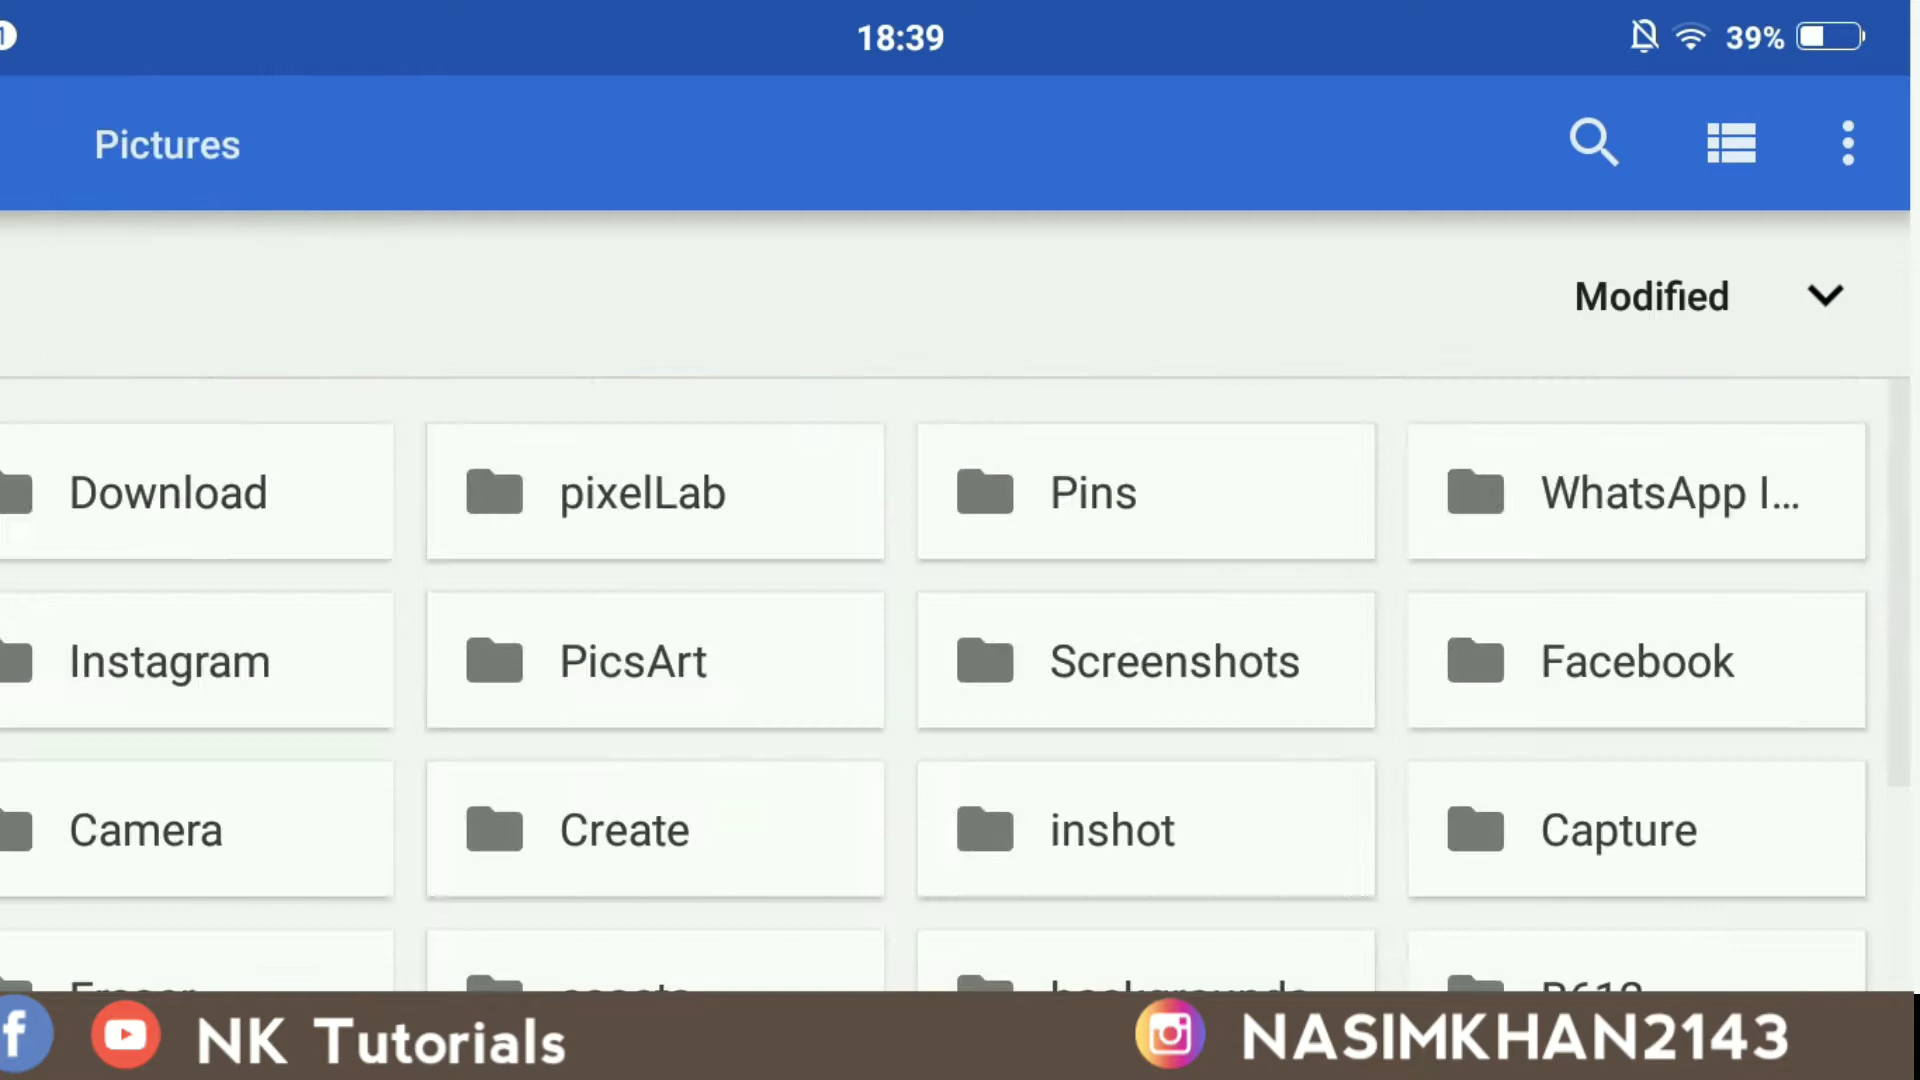 18:39 39%
Pictures
Modified
Download pixelLab Pins WhatsApp I...
Instagram PicsArt Screenshots Facebook
Camera Create inshot Capture
NK Tutorials NASIMKHAN2143